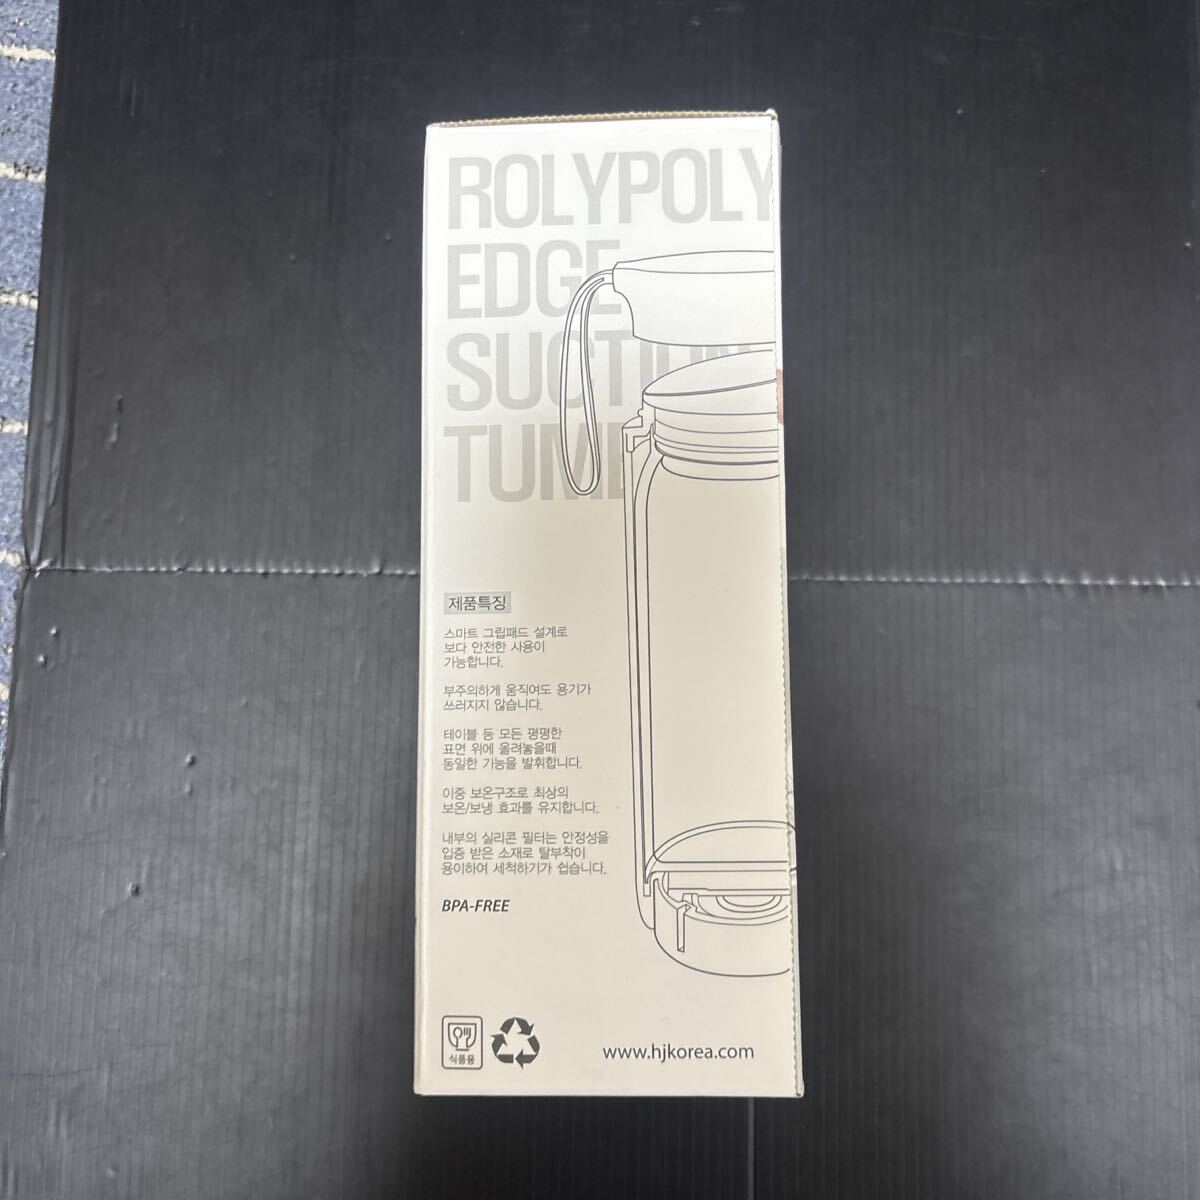 ROLYPOLY
EDGE
SUCTION
TUMB
제품특징
스마트 그립패드 설계로
보다 안전한 사용이
가능합니다.
부주의하게 움직여도 용기가
쓰러지지 않습니다.
테이블 등 모든 평평한
표면 위에 올려놓을때
동일한 기능을 발휘합니다.
이중 보온구조로 최상의
보온/보냉 효과를 유지합니다.
내부의 실리콘 필터는 안정성을
입증 받은 소재로 탈부착이
용이하여 세척하기가 쉽습니다.
BPA-FREE
식품용
www.hjkorea.com